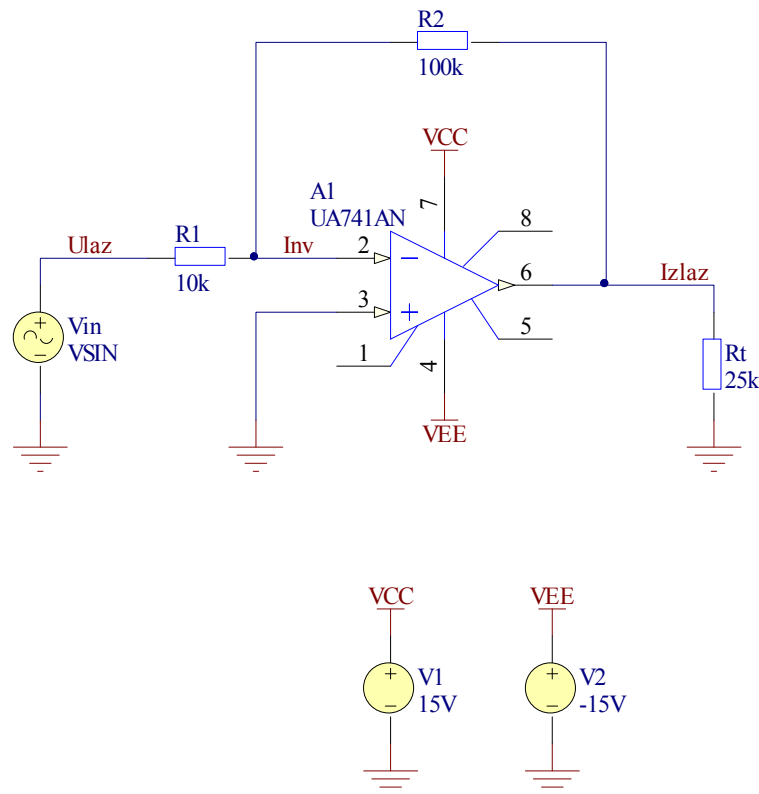 R2
100k
VCC
A1
UA741AN
7
8
Ulaz
R1
Inv
2
10k
6
Izlaz
3
Vin
VSIN
1
4
5
Rt
25k
VEE
VCC
VEE
V1
15V
V2
-15V